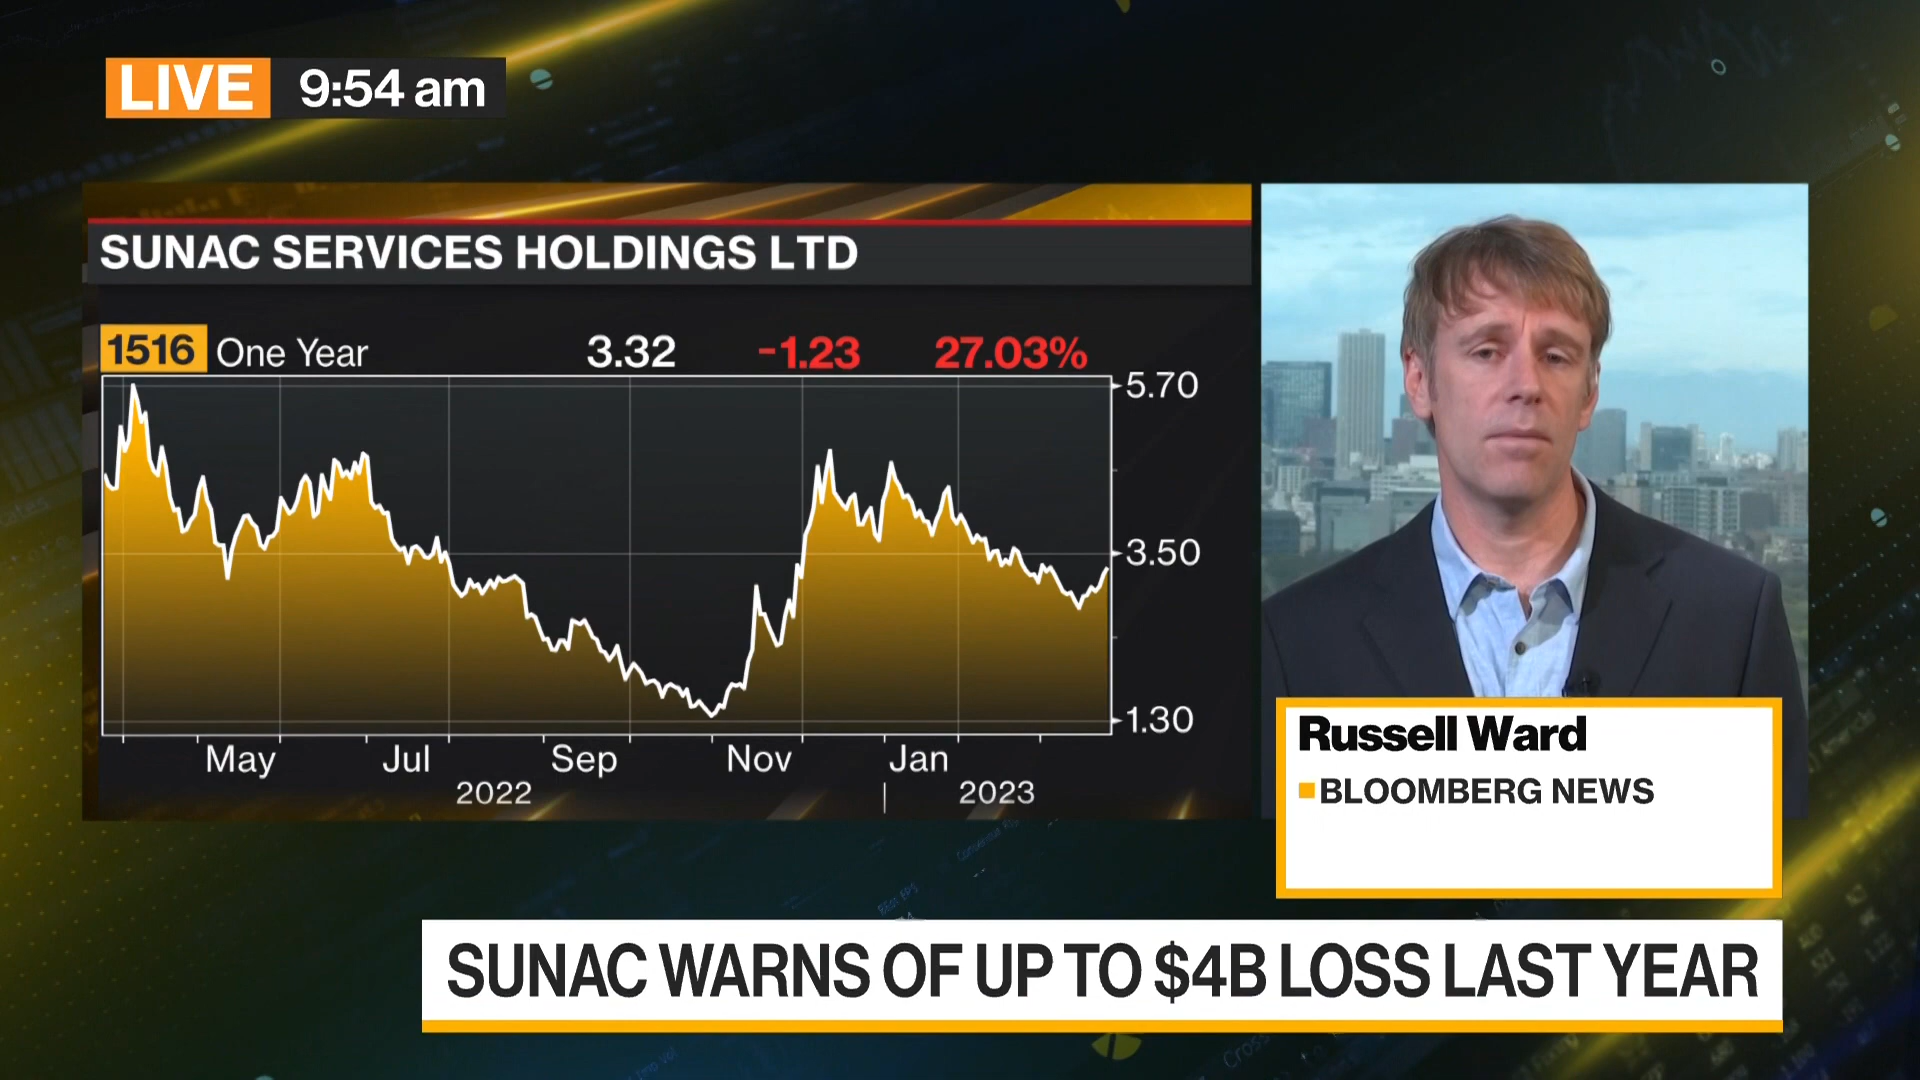 LIVE 9:54 am
SUNAC SERVICES HOLDINGS LTD
1516 One Year 3.32 -1.23 27.03%
5.70
3.50
1.30
May Jul Sep Nov Jan
2022 2023
Russell Ward
BLOOMBERG NEWS
SUNAC WARNS OF UP TO $4B LOSS LAST YEAR